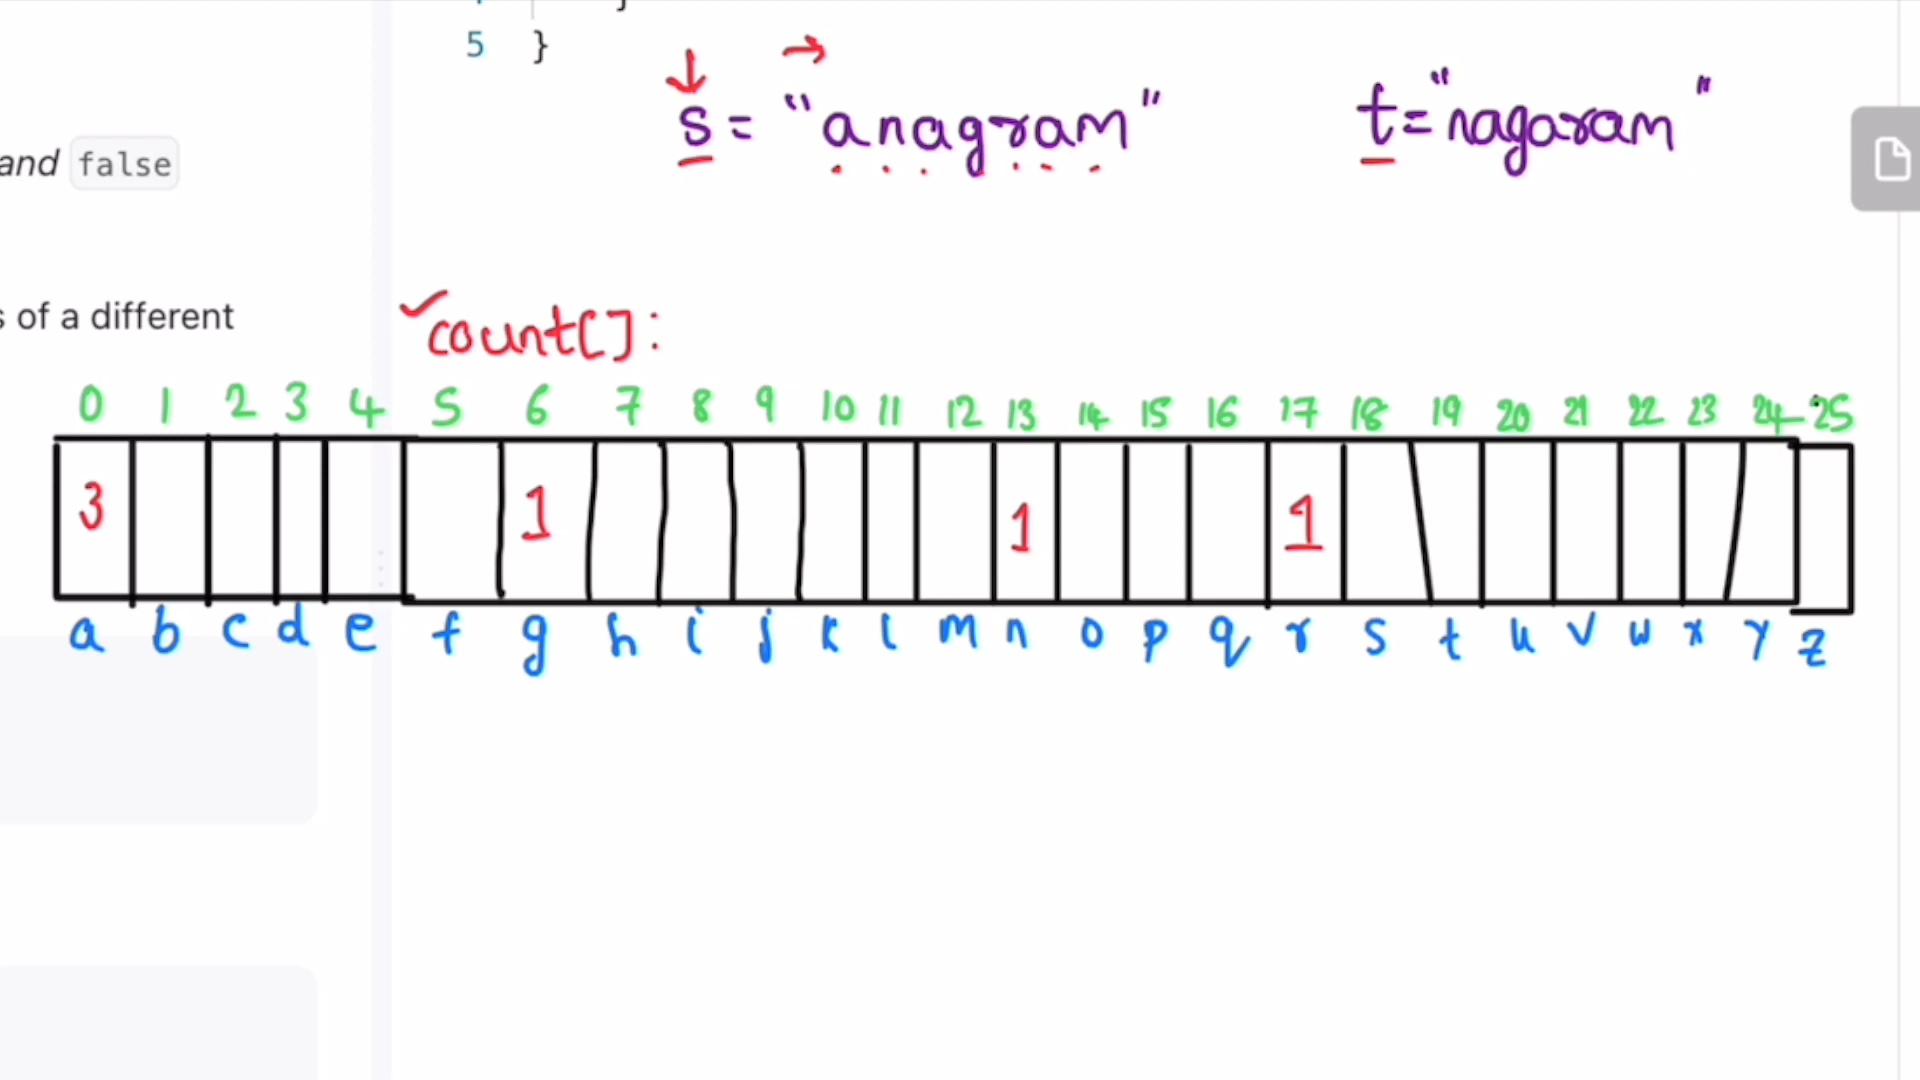 5 }
s = "anagram" t = "nagaram"
and false
s of a different
count[]:
0 1 2 3 4 5 6 7 8 9 10 11 12 13 14 15 16 17 18 19 20 21 22 23 24 25
3 1 1 1
a b c d e f g h i j k l m n o p q r s t u v w x y z